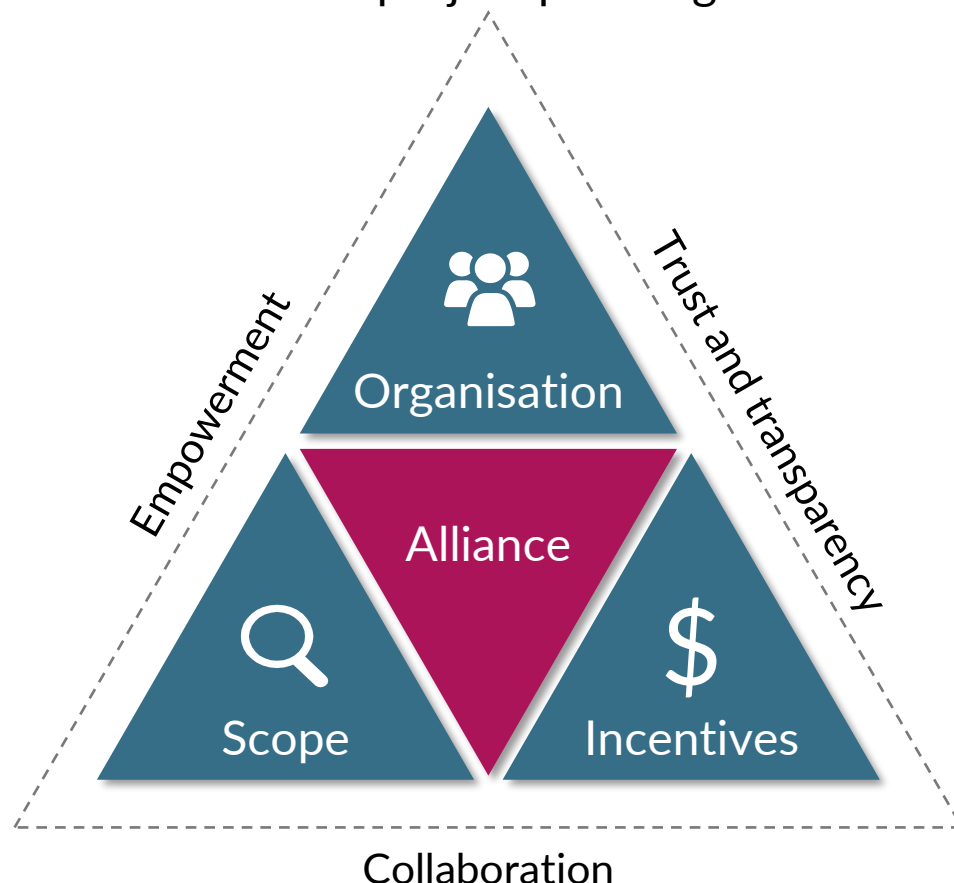 Organisation
Empowerment
Trust and transparency
Alliance
$
Scope
Incentives
Collaboration